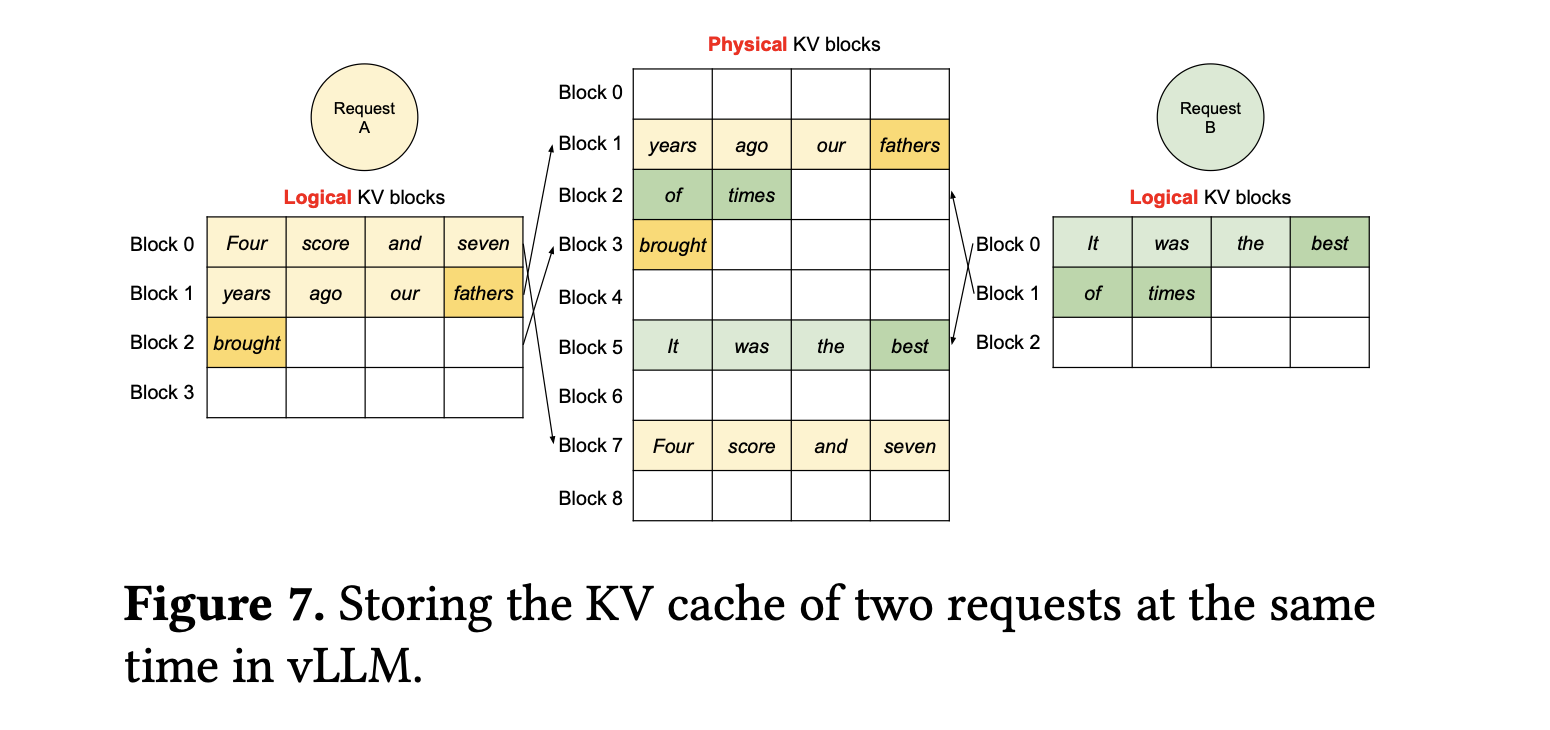 Physical KV blocks
Request
A
Logical KV blocks
Block 0 Four score and seven
Block 1 years ago our fathers
Block 2 brought
Block 3
Block 0
Block 1 years ago our fathers
Block 2 of times
Block 3 brought
Block 4
Block 5 It was the best
Block 6
Block 7 Four score and seven
Block 8
Request
B
Logical KV blocks
Block 0 It was the best
Block 1 of times
Block 2
Figure 7. Storing the KV cache of two requests at the same
time in vLLM.